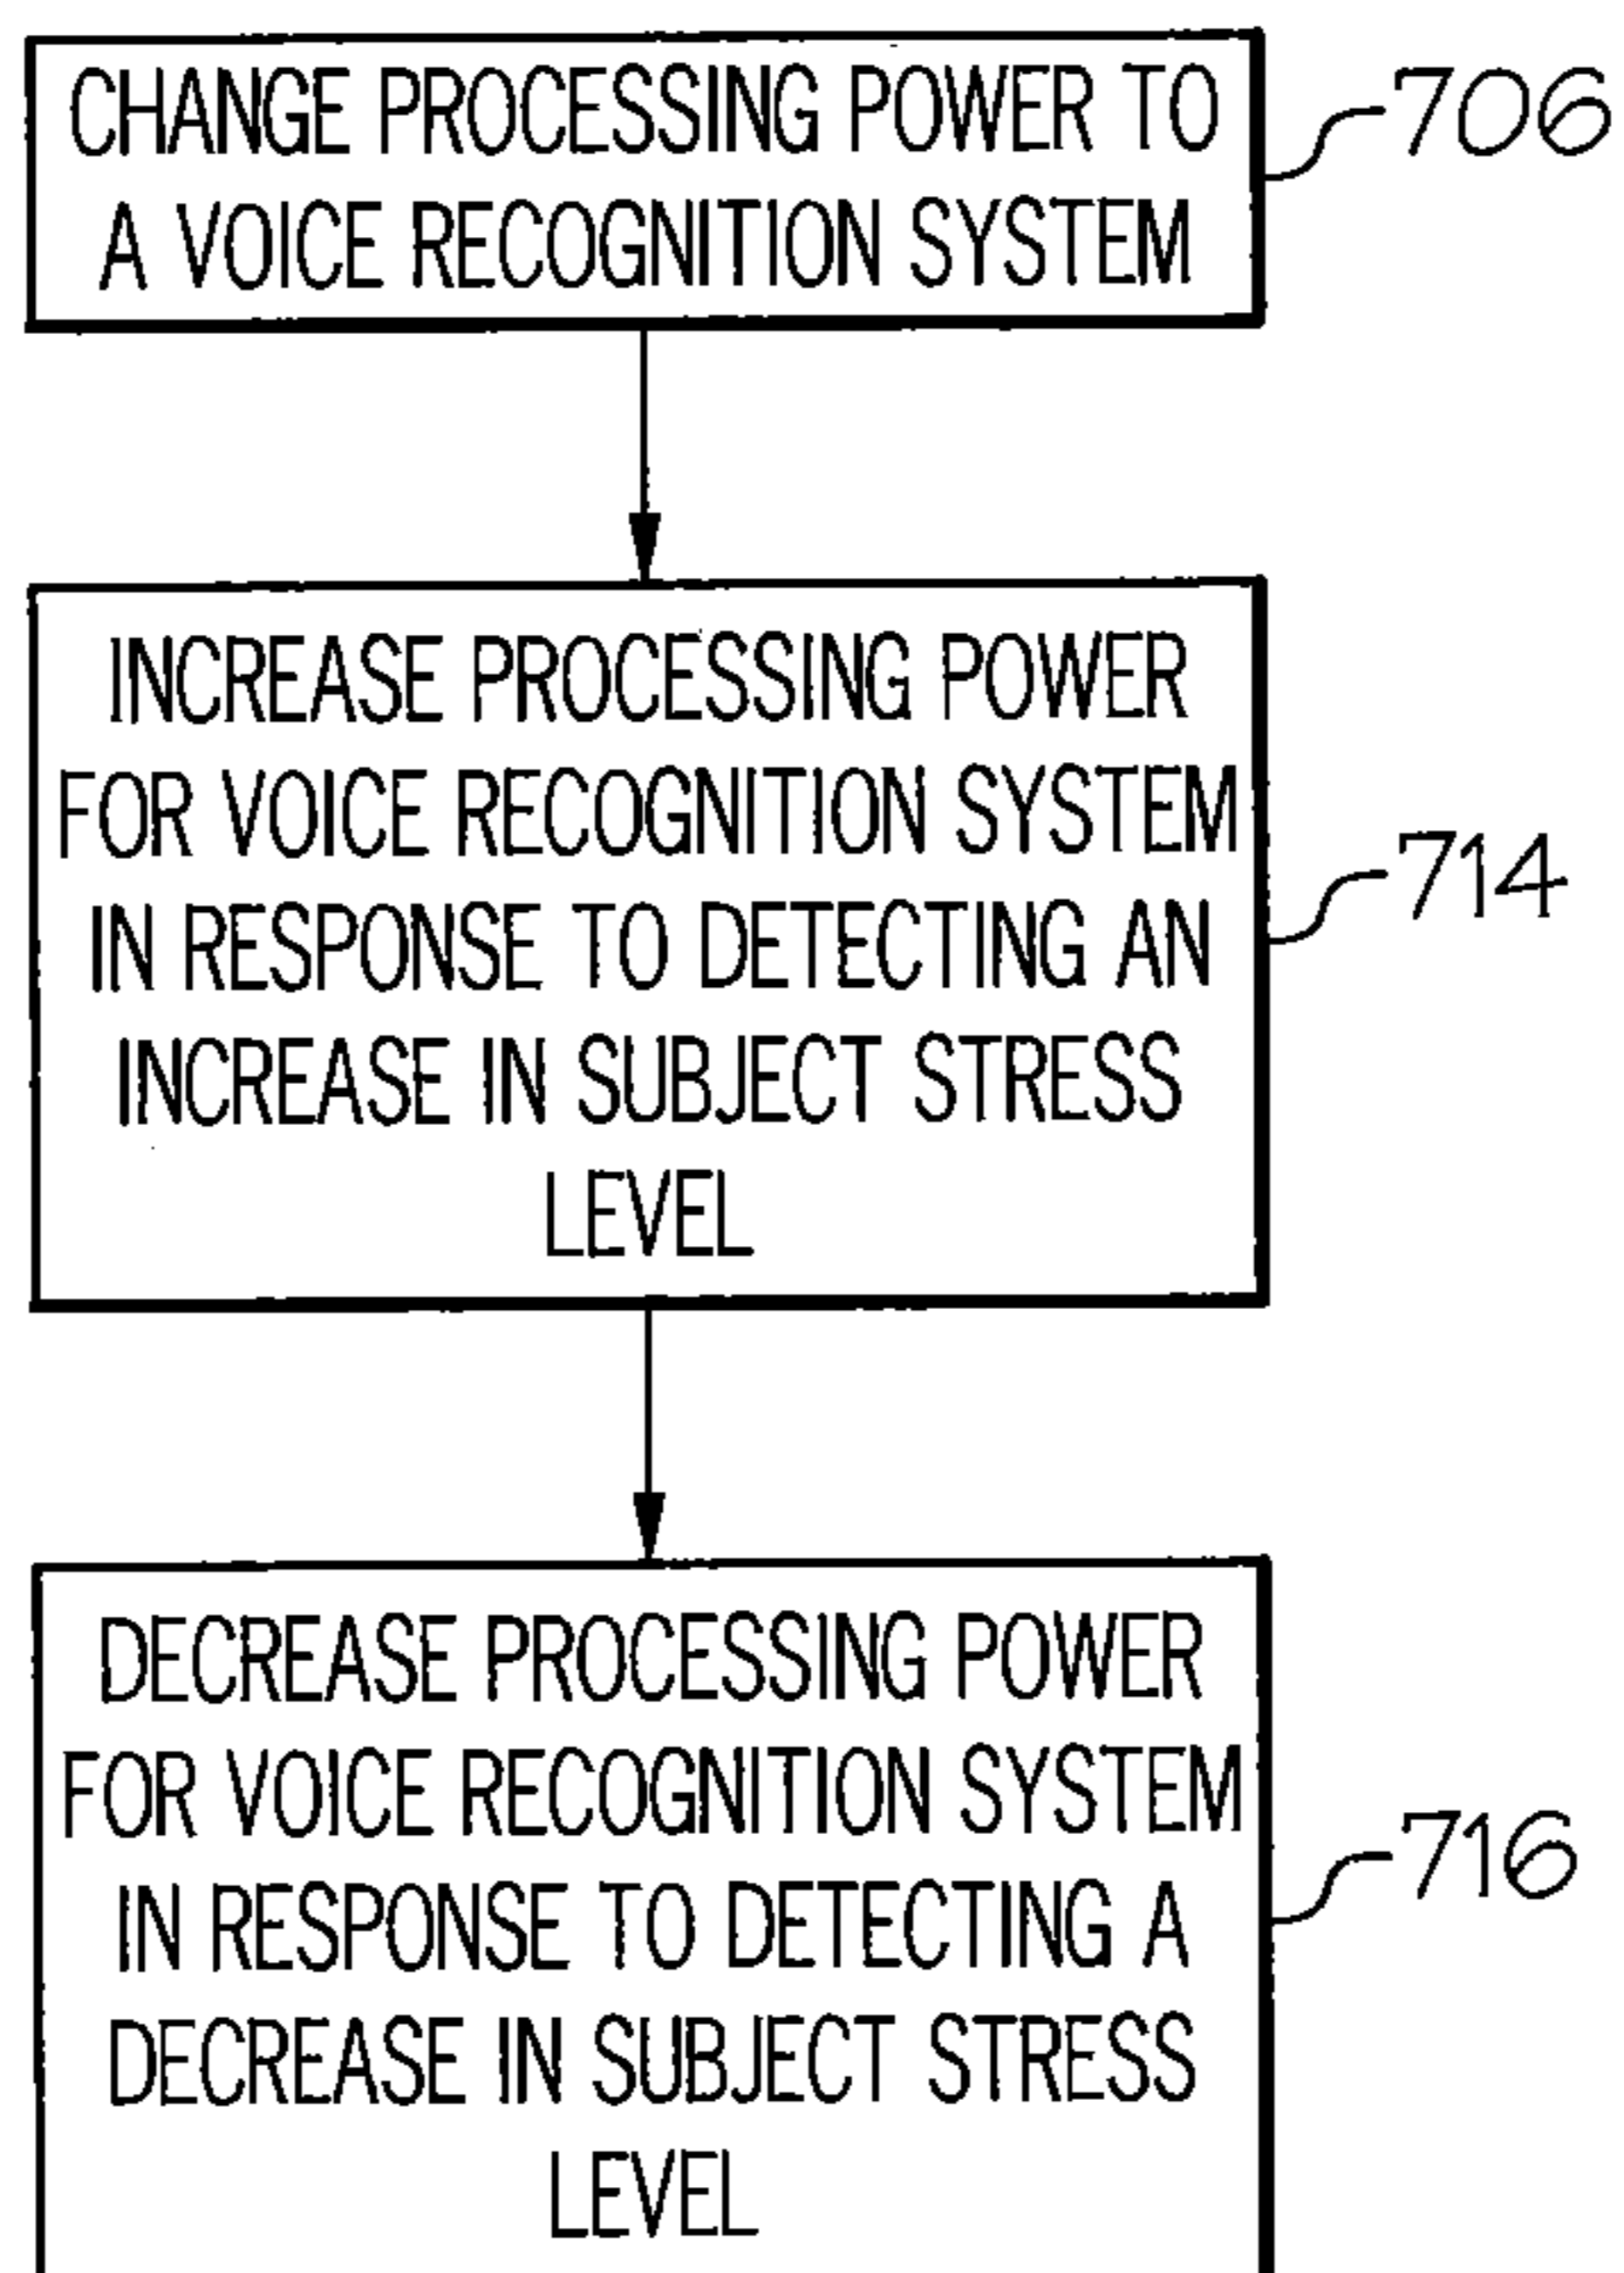 CHANGE PROCESSING POWER TO
A VOICE RECOGNITION SYSTEM
706
INCREASE PROCESSING POWER
FOR VOICE RECOGNITION SYSTEM
IN RESPONSE TO DETECTING AN
INCREASE IN SUBJECT STRESS
LEVEL
714
DECREASE PROCESSING POWER
FOR VOICE RECOGNITION SYSTEM
IN RESPONSE TO DETECTING A
DECREASE IN SUBJECT STRESS
LEVEL
716